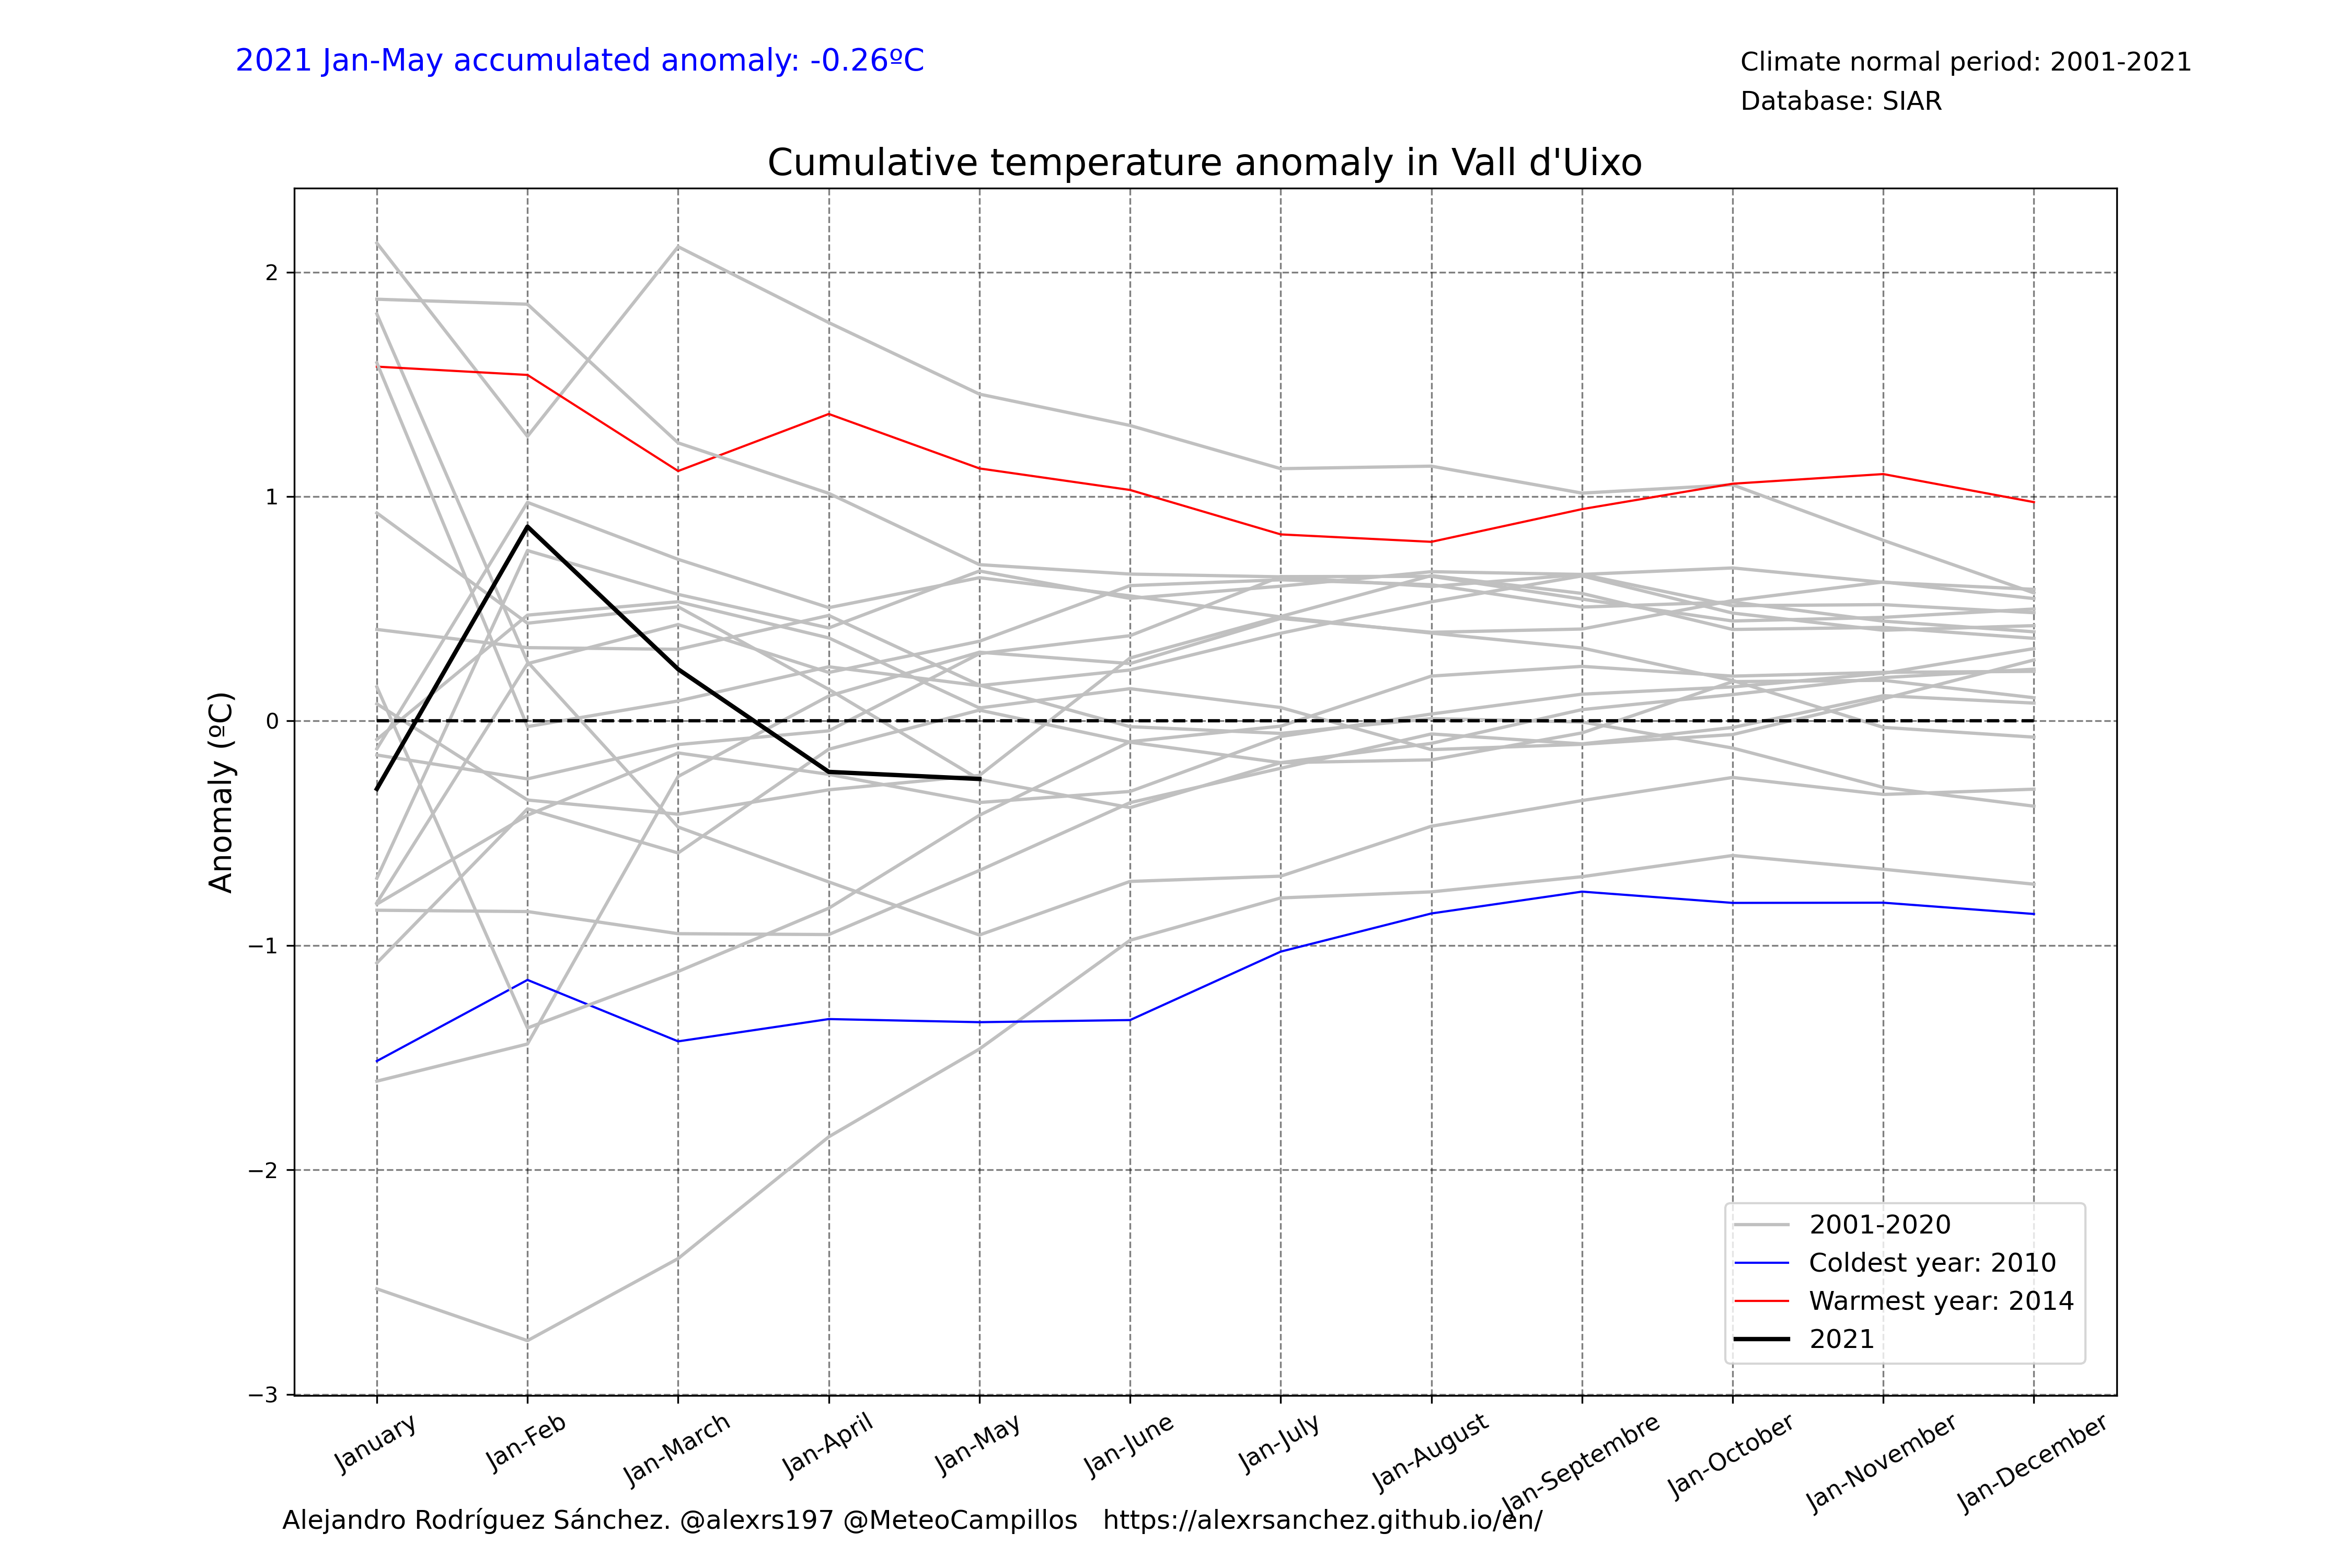 2021 Jan-May accumulated anomaly: -0.26ºC
Climate normal period: 2001-2021
Database: SIAR
Cumulative temperature anomaly in Vall d'Uixo
Anomaly (ºC)
2
1
0
−1
−2
−3
2001-2020
Coldest year: 2010
Warmest year: 2014
2021
January
Jan-Feb
Jan-March
Jan-April
Jan-May
Jan-June
Jan-July
Jan-August
Jan-Septembre
Jan-October
Jan-November
Jan-December
Alejandro Rodríguez Sánchez. @alexrs197 @MeteoCampillos   https://alexrsanchez.github.io/en/